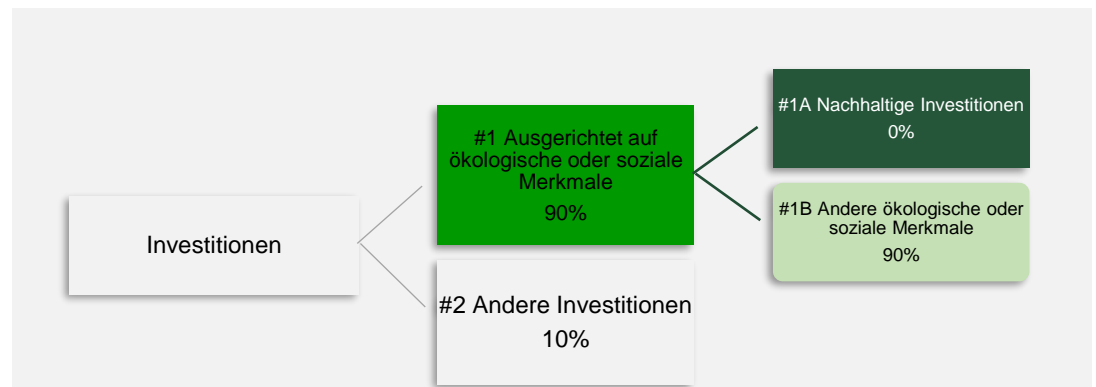 Investitionen
#1 Ausgerichtet auf
ökologische oder soziale
Merkmale
90%
#2 Andere Investitionen
10%
#1A Nachhaltige Investitionen
0%
#1B Andere ökologische oder
soziale Merkmale
90%